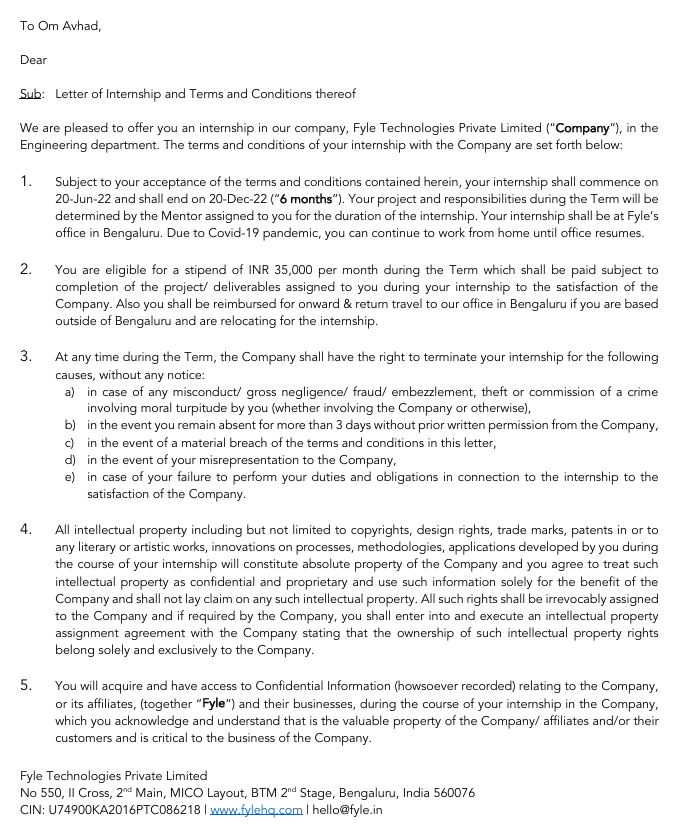 To Om Avhad,
Dear
Sub: Letter of Internship and Terms and Conditions thereof
We are pleased to offer you an internship in our company, Fyle Technologies Private Limited (“Company”), in the
Engineering department. The terms and conditions of your internship with the Company are set forth below:
1. Subject to your acceptance of the terms and conditions contained herein, your internship shall commence on
20-Jun-22 and shall end on 20-Dec-22 (“6 months”). Your project and responsibilities during the Term will be
determined by the Mentor assigned to you for the duration of the internship. Your internship shall be at Fyle’s
office in Bengaluru. Due to Covid-19 pandemic, you can continue to work from home until office resumes.
2. You are eligible for a stipend of INR 35,000 per month during the Term which shall be paid subject to
completion of the project/ deliverables assigned to you during your internship to the satisfaction of the
Company. Also you shall be reimbursed for onward & return travel to our office in Bengaluru if you are based
outside of Bengaluru and are relocating for the internship.
3. At any time during the Term, the Company shall have the right to terminate your internship for the following
causes, without any notice:
a) in case of any misconduct/ gross negligence/ fraud/ embezzlement, theft or commission of a crime
involving moral turpitude by you (whether involving the Company or otherwise),
b) in the event you remain absent for more than 3 days without prior written permission from the Company,
c) in the event of a material breach of the terms and conditions in this letter,
d) in the event of your misrepresentation to the Company,
e) in case of your failure to perform your duties and obligations in connection to the internship to the
satisfaction of the Company.
4. All intellectual property including but not limited to copyrights, design rights, trade marks, patents in or to
any literary or artistic works, innovations on processes, methodologies, applications developed by you during
the course of your internship will constitute absolute property of the Company and you agree to treat such
intellectual property as confidential and proprietary and use such information solely for the benefit of the
Company and shall not lay claim on any such intellectual property. All such rights shall be irrevocably assigned
to the Company and if required by the Company, you shall enter into and execute an intellectual property
assignment agreement with the Company stating that the ownership of such intellectual property rights
belong solely and exclusively to the Company.
5. You will acquire and have access to Confidential Information (howsoever recorded) relating to the Company,
or its affiliates, (together “Fyle”) and their businesses, during the course of your internship in the Company,
which you acknowledge and understand that is the valuable property of the Company/ affiliates and/or their
customers and is critical to the business of the Company.
Fyle Technologies Private Limited
No 550, II Cross, 2nd Main, MICO Layout, BTM 2nd Stage, Bengaluru, India 560076
CIN: U74900KA2016PTC086218 | www.fylehq.com | hello@fyle.in